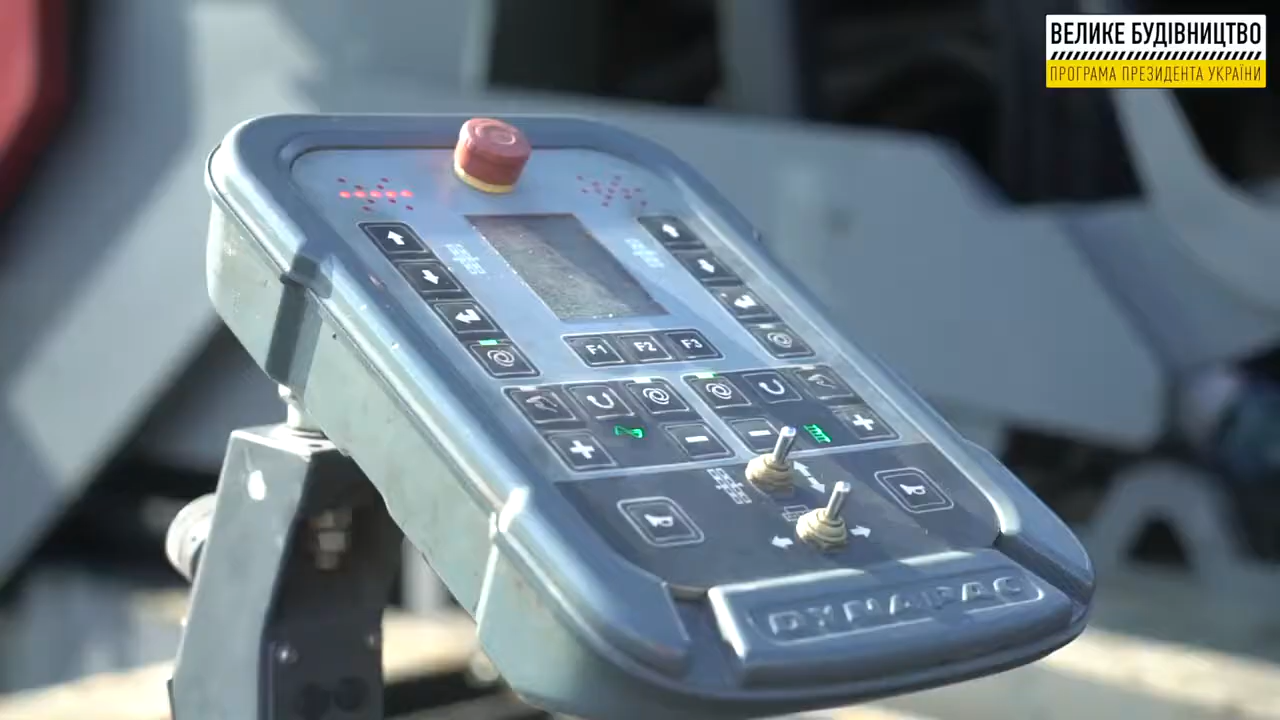 ВЕЛИКЕ БУДІВНИЦТВО
ПРОГРАМА ПРЕЗИДЕНТА УКРАЇНИ
F1 F2 F3
DYNAPAC